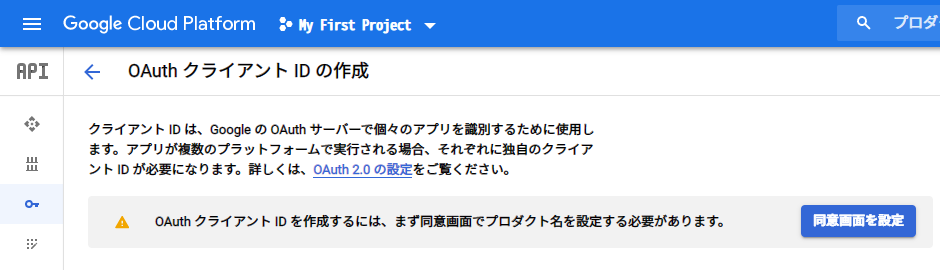 Google Cloud Platform My First Project プロダ
API OAuth クライアント ID の作成
クライアント ID は、Google の OAuth サーバーで個々のアプリを識別するために使用し
ます。アプリが複数のプラットフォームで実行される場合、それぞれに独自のクライア
ント ID が必要になります。詳しくは、OAuth 2.0 の設定をご覧ください。
OAuth クライアント ID を作成するには、まず同意画面でプロダクト名を設定する必要があります。 同意画面を設定